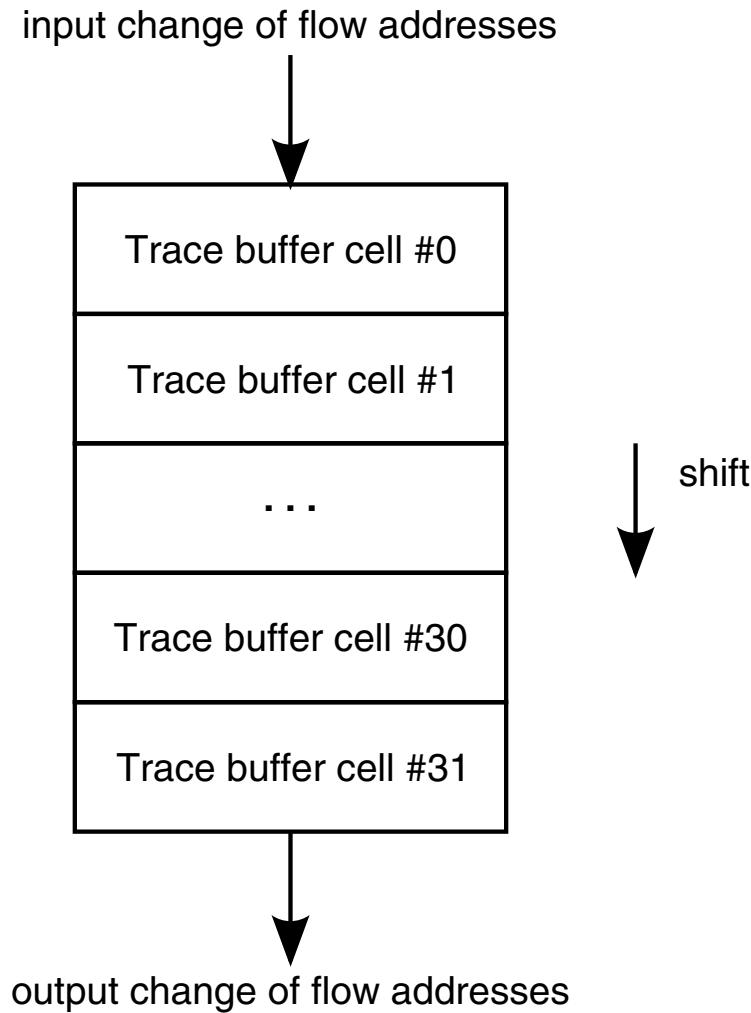 input change of flow addresses
Trace buffer cell #0
Trace buffer cell #1
. . .
shift
Trace buffer cell #30
Trace buffer cell #31
output change of flow addresses